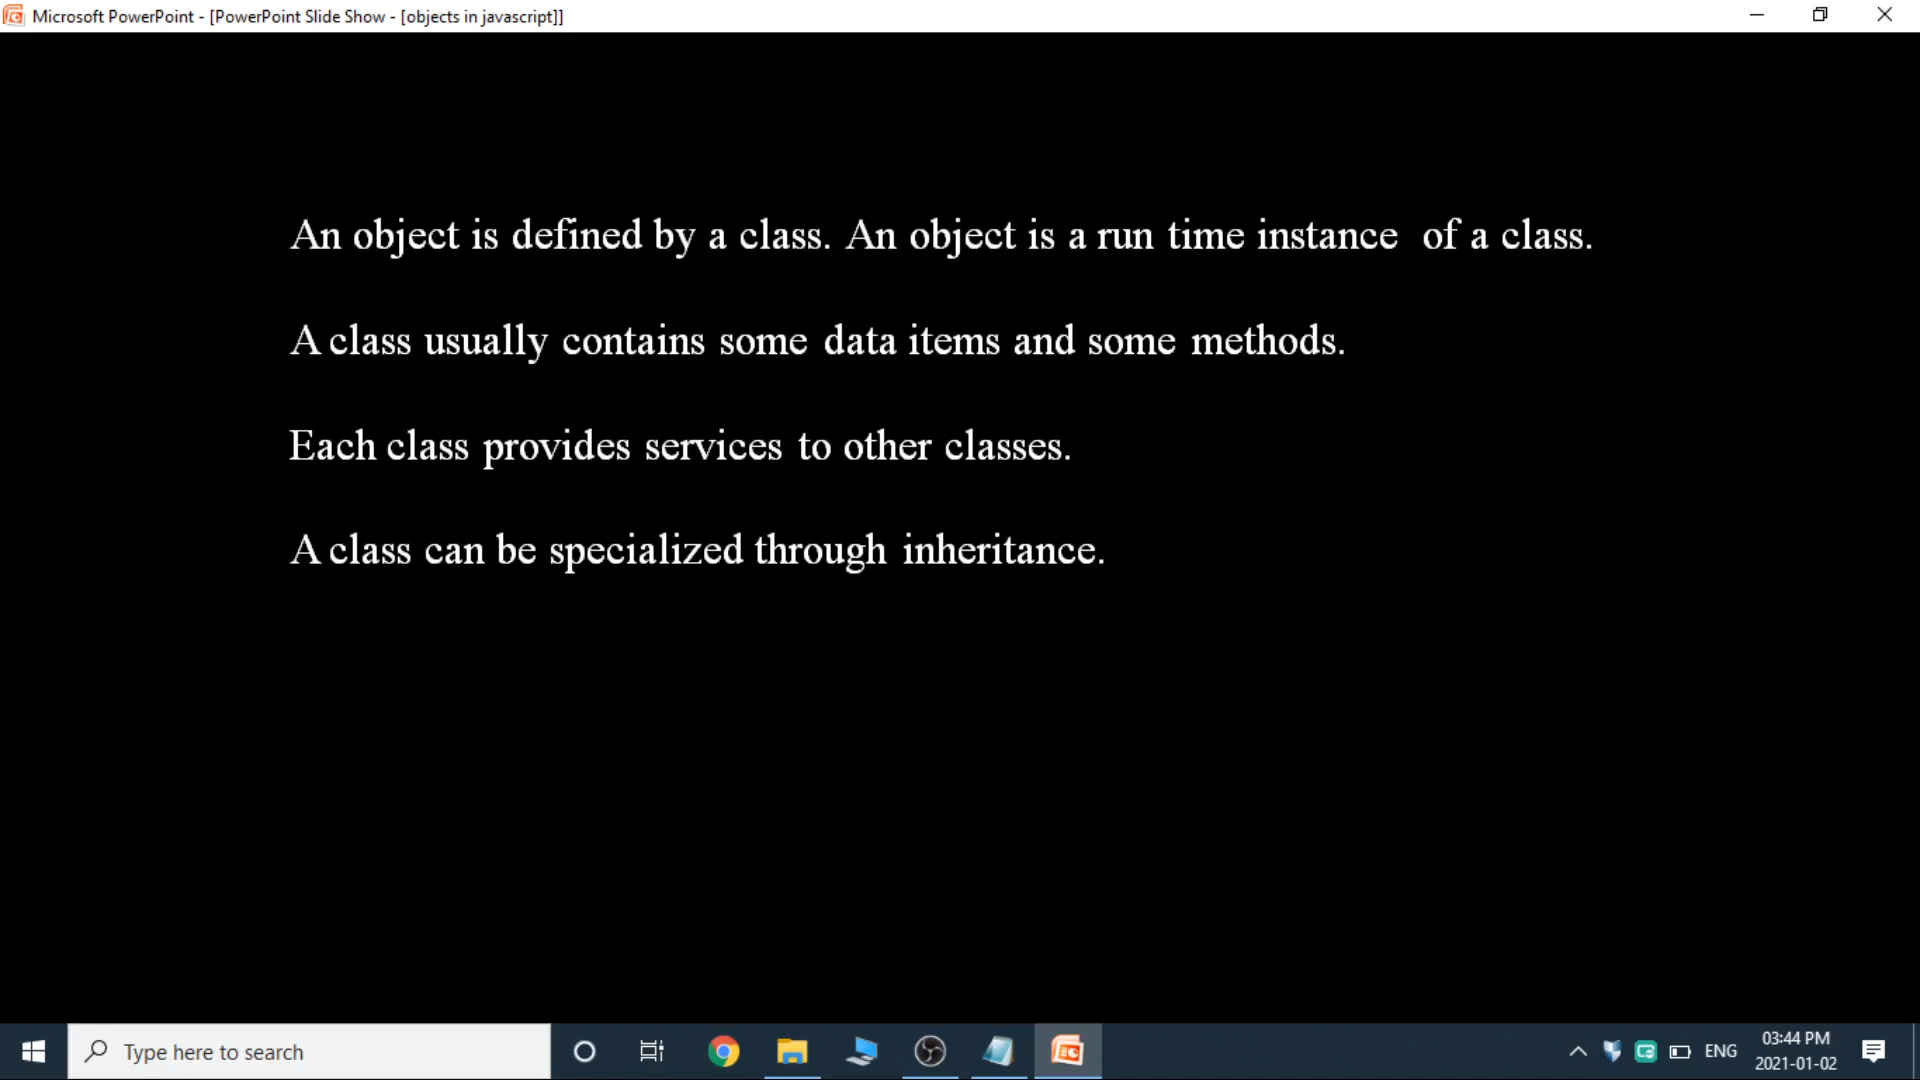 Microsoft PowerPoint - [PowerPoint Slide Show - [objects in javascript]]
An object is defined by a class. An object is a run time instance of a class.
A class usually contains some data items and some methods.
Each class provides services to other classes.
A class can be specialized through inheritance.
Type here to search
ENG
03:44 PM
2021-01-02